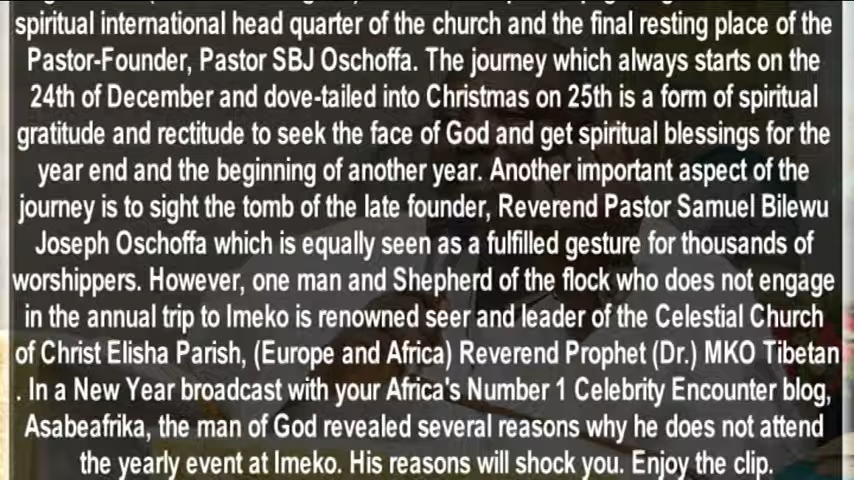 spiritual international head quarter of the church and the final resting place of the
Pastor-Founder, Pastor SBJ Oschoffa. The journey which always starts on the
24th of December and dove-tailed into Christmas on 25th is a form of spiritual
gratitude and rectitude to seek the face of God and get spiritual blessings for the
year end and the beginning of another year. Another important aspect of the
journey is to sight the tomb of the late founder, Reverend Pastor Samuel Bilewu
Joseph Oschoffa which is equally seen as a fulfilled gesture for thousands of
worshippers. However, one man and Shepherd of the flock who does not engage
in the annual trip to Imeko is renowned seer and leader of the Celestial Church
of Christ Elisha Parish, (Europe and Africa) Reverend Prophet (Dr.) MKO Tibetan
. In a New Year broadcast with your Africa's Number 1 Celebrity Encounter blog,
Asabeafrika, the man of God revealed several reasons why he does not attend
the yearly event at Imeko. His reasons will shock you. Enjoy the clip.